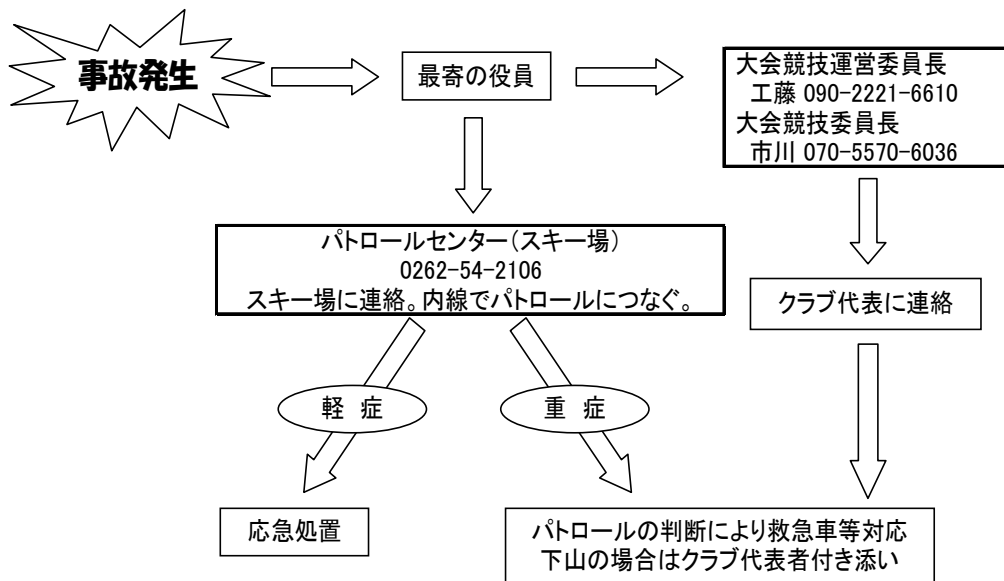 事故発生
最寄の役員
大会競技運営委員長
工藤 090-2221-6610
大会競技委員長
市川 070-5570-6036
パトロールセンター(スキー場)
0262-54-2106
スキー場に連絡。内線でパトロールにつなぐ。
クラブ代表に連絡
軽 症
重 症
応急処置
パトロールの判断により救急車等対応
下山の場合はクラブ代表者付き添い